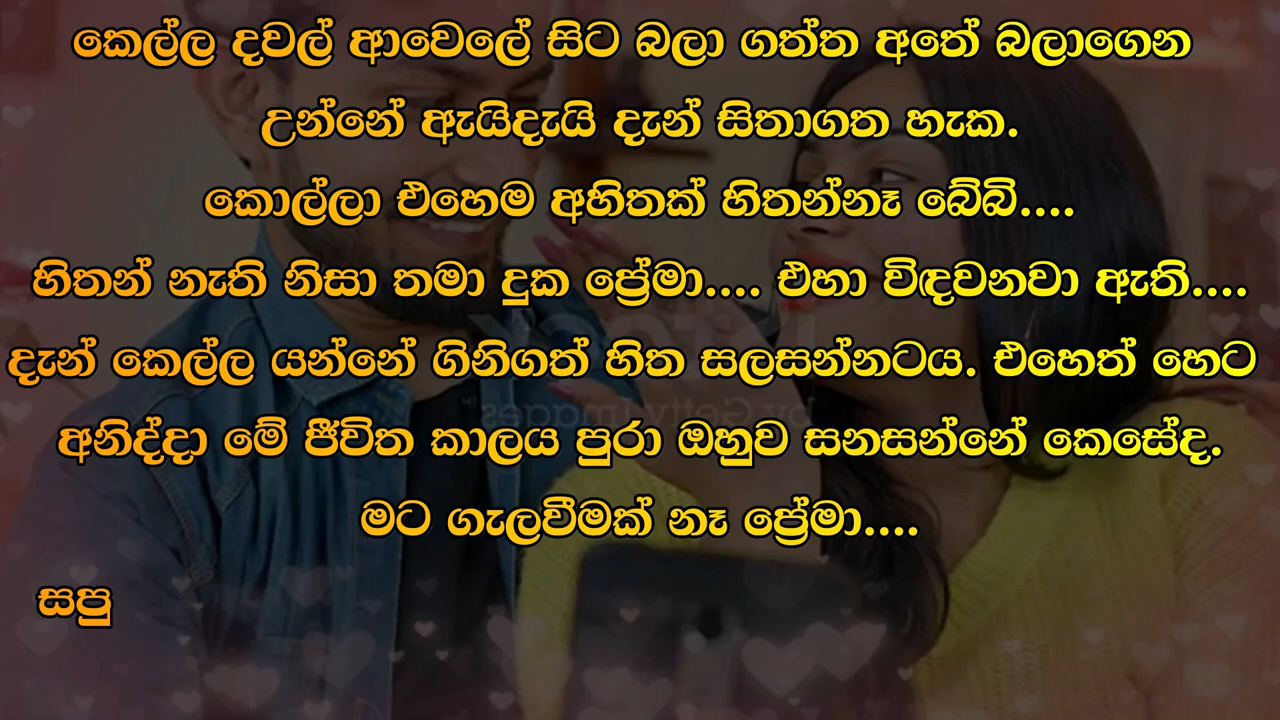 කෙල්ල දවල් ආවෙලේ සිට බලා ගත්ත අතේ බලාගෙන
උන්නේ ඇයිදැයි දැන් සිතාගත හැක.
කොල්ලා එහෙම අහිතක් හිතන්නෑ බේබි....
හිතන් නැති නිසා තමා දුක ප්‍රේමා.... එහා විඳවනවා ඇති....
දැන් කෙල්ල යන්නේ ගිනිගත් හිත සලසන්නටය. එහෙත් හෙට
අනිද්දා මේ ජීවිත කාලය පුරා ඔහුව සනසන්නේ කෙසේද.
මට ගැලවීමක් නෑ ප්‍රේමා....
සපු